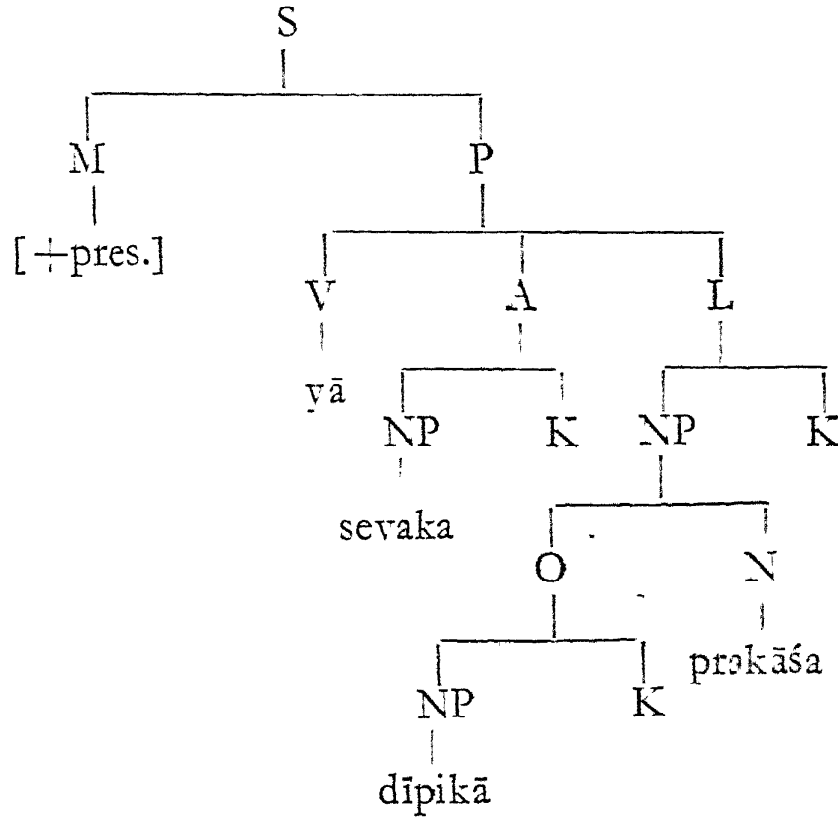 S
M P
[+pres.]
V A L
yā
NP K NP K
sevaka
O N
prakāśa
NP K
dīpikā